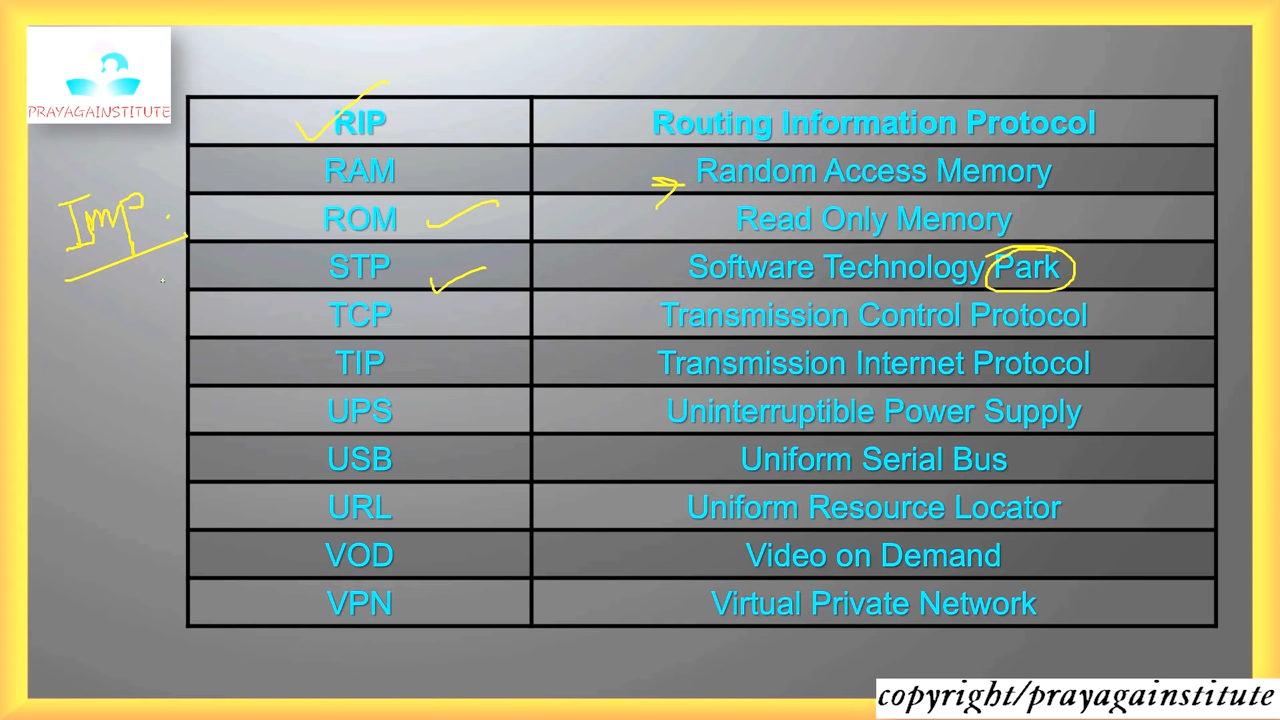 PRAYAGAINSTITUTE
RIP Routing Information Protocol
RAM Random Access Memory
ROM Read Only Memory
STP Software Technology Park
TCP Transmission Control Protocol
TIP Transmission Internet Protocol
UPS Uninterruptible Power Supply
USB Uniform Serial Bus
URL Uniform Resource Locator
VOD Video on Demand
VPN Virtual Private Network
Imp.
copyright/prayagainstitute